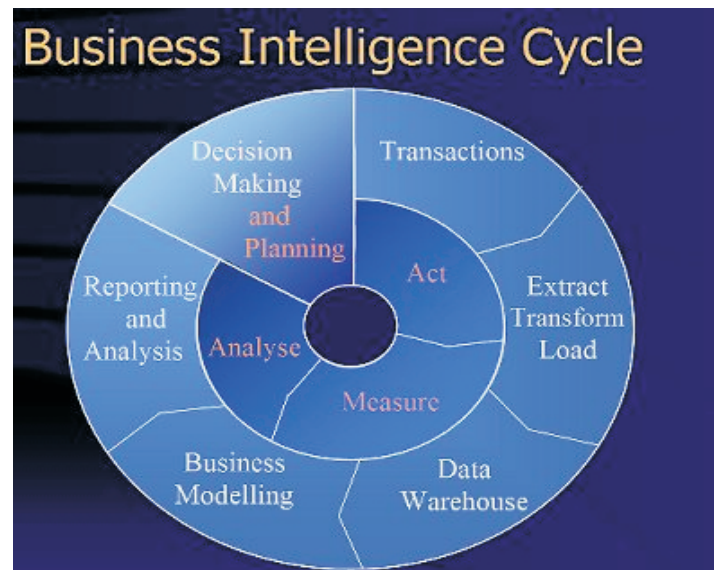 Business Intelligence Cycle
Decision
Making
and
Planning
Transactions
Reporting
and
Analysis
Analyse
Act
Extract
Transform
Load
Measure
Business
Modelling
Data
Warehouse